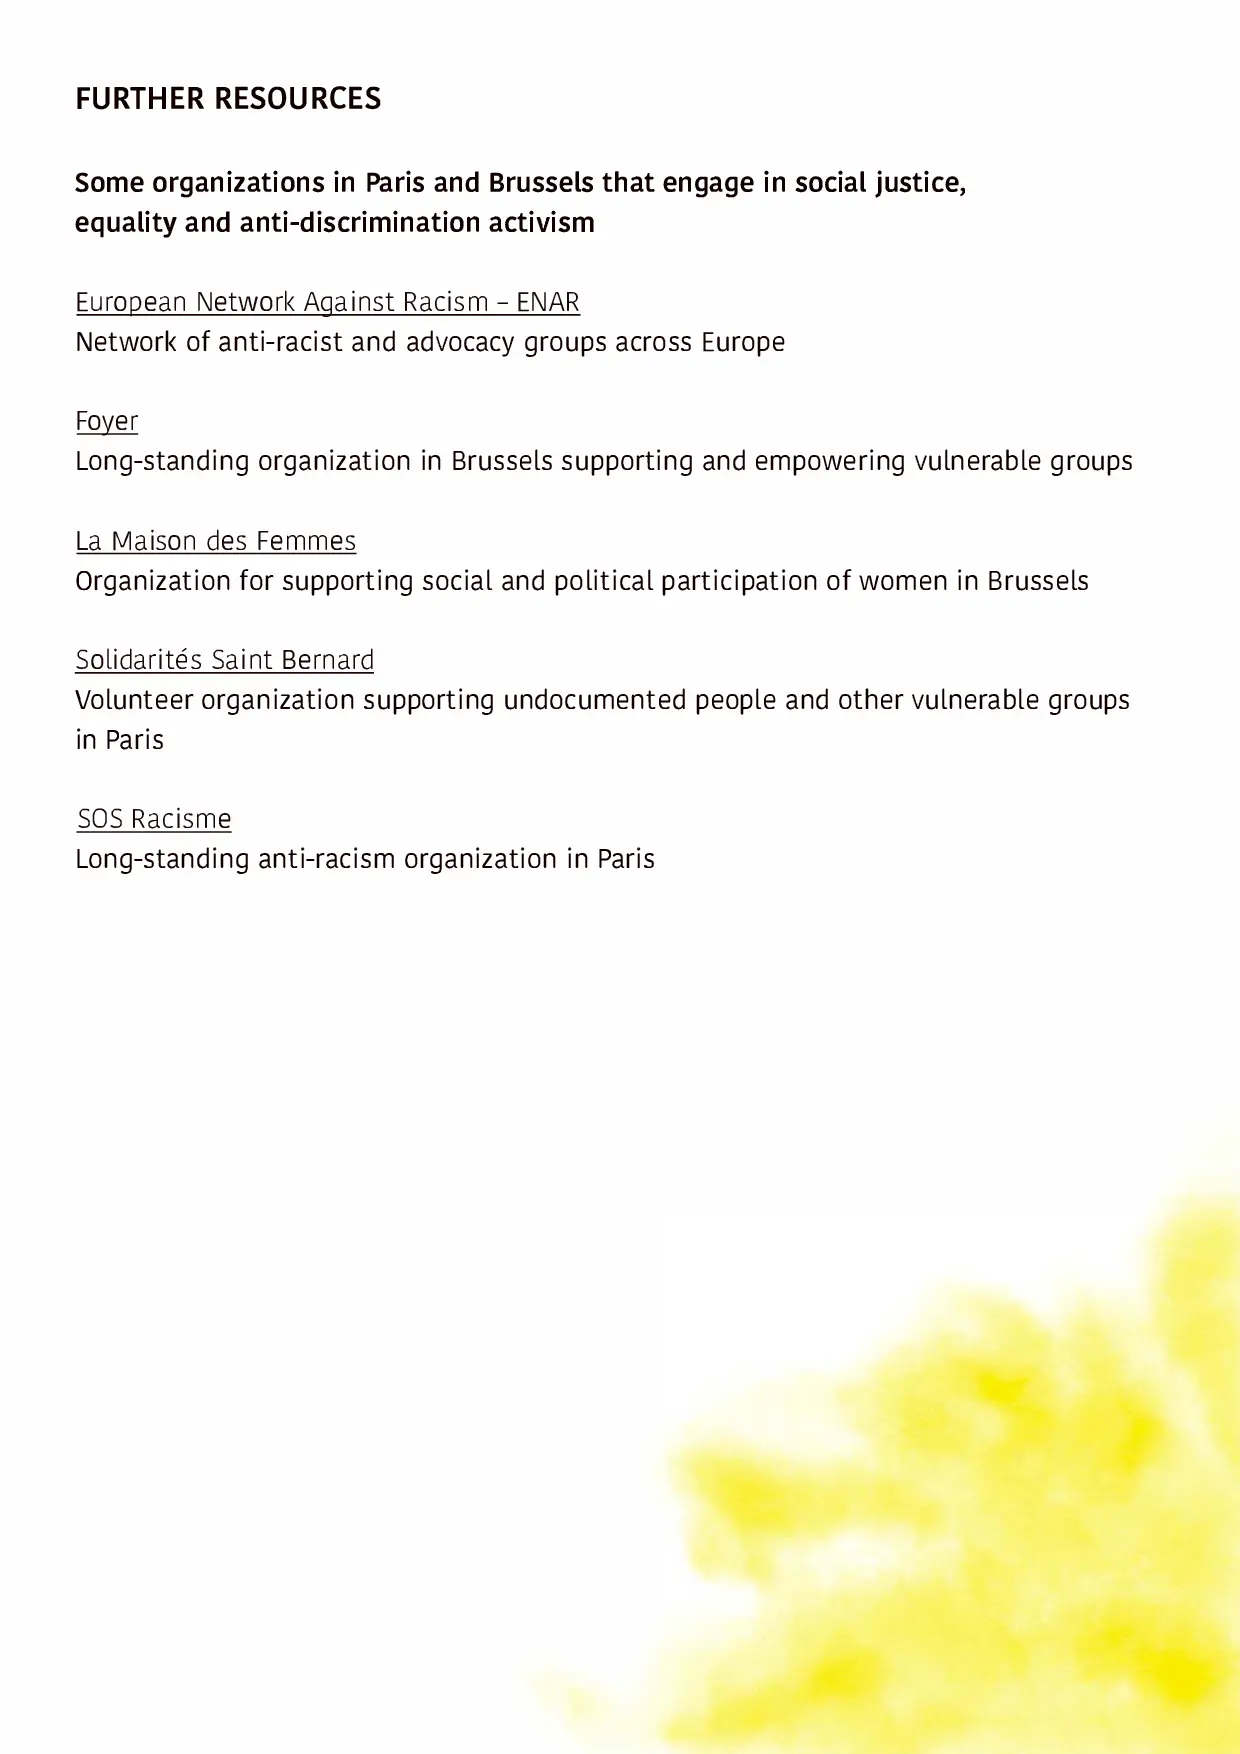 FURTHER RESOURCES
Some organizations in Paris and Brussels that engage in social justice,
equality and anti-discrimination activism
European Network Against Racism – ENAR
Network of anti-racist and advocacy groups across Europe
Foyer
Long-standing organization in Brussels supporting and empowering vulnerable groups
La Maison des Femmes
Organization for supporting social and political participation of women in Brussels
Solidarités Saint Bernard
Volunteer organization supporting undocumented people and other vulnerable groups
in Paris
SOS Racisme
Long-standing anti-racism organization in Paris